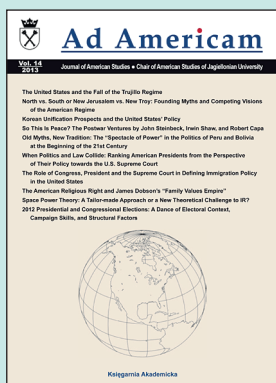 Ad Americam
Vol. 14
2013
Journal of American Studies • Chair of American Studies of Jagiellonian University
The United States and the Fall of the Trujillo Regime
North vs. South or New Jerusalem vs. New Troy: Founding Myths and Competing Visions
of the American Regime
Korean Unification Prospects and the United States' Policy
So This Is Peace? The Postwar Ventures by John Steinbeck, Irwin Shaw, and Robert Capa
Old Myths, New Tradition: The "Spectacle of Power" in the Politics of Peru and Bolivia
at the Beginning of the 21st Century
When Politics and Law Collide: Ranking American Presidents from the Perspective
of Their Policy towards the U.S. Supreme Court
The Role of Congress, President and the Supreme Court in Defining Immigration Policy
in the United States
The American Religious Right and James Dobson's "Family Values Empire"
Space Power Theory: A Tailor-made Approach or a New Theoretical Challenge to IR?
2012 Presidential and Congressional Elections: A Dance of Electoral Context,
Campaign Skills, and Structural Factors
Księgarnia Akademicka